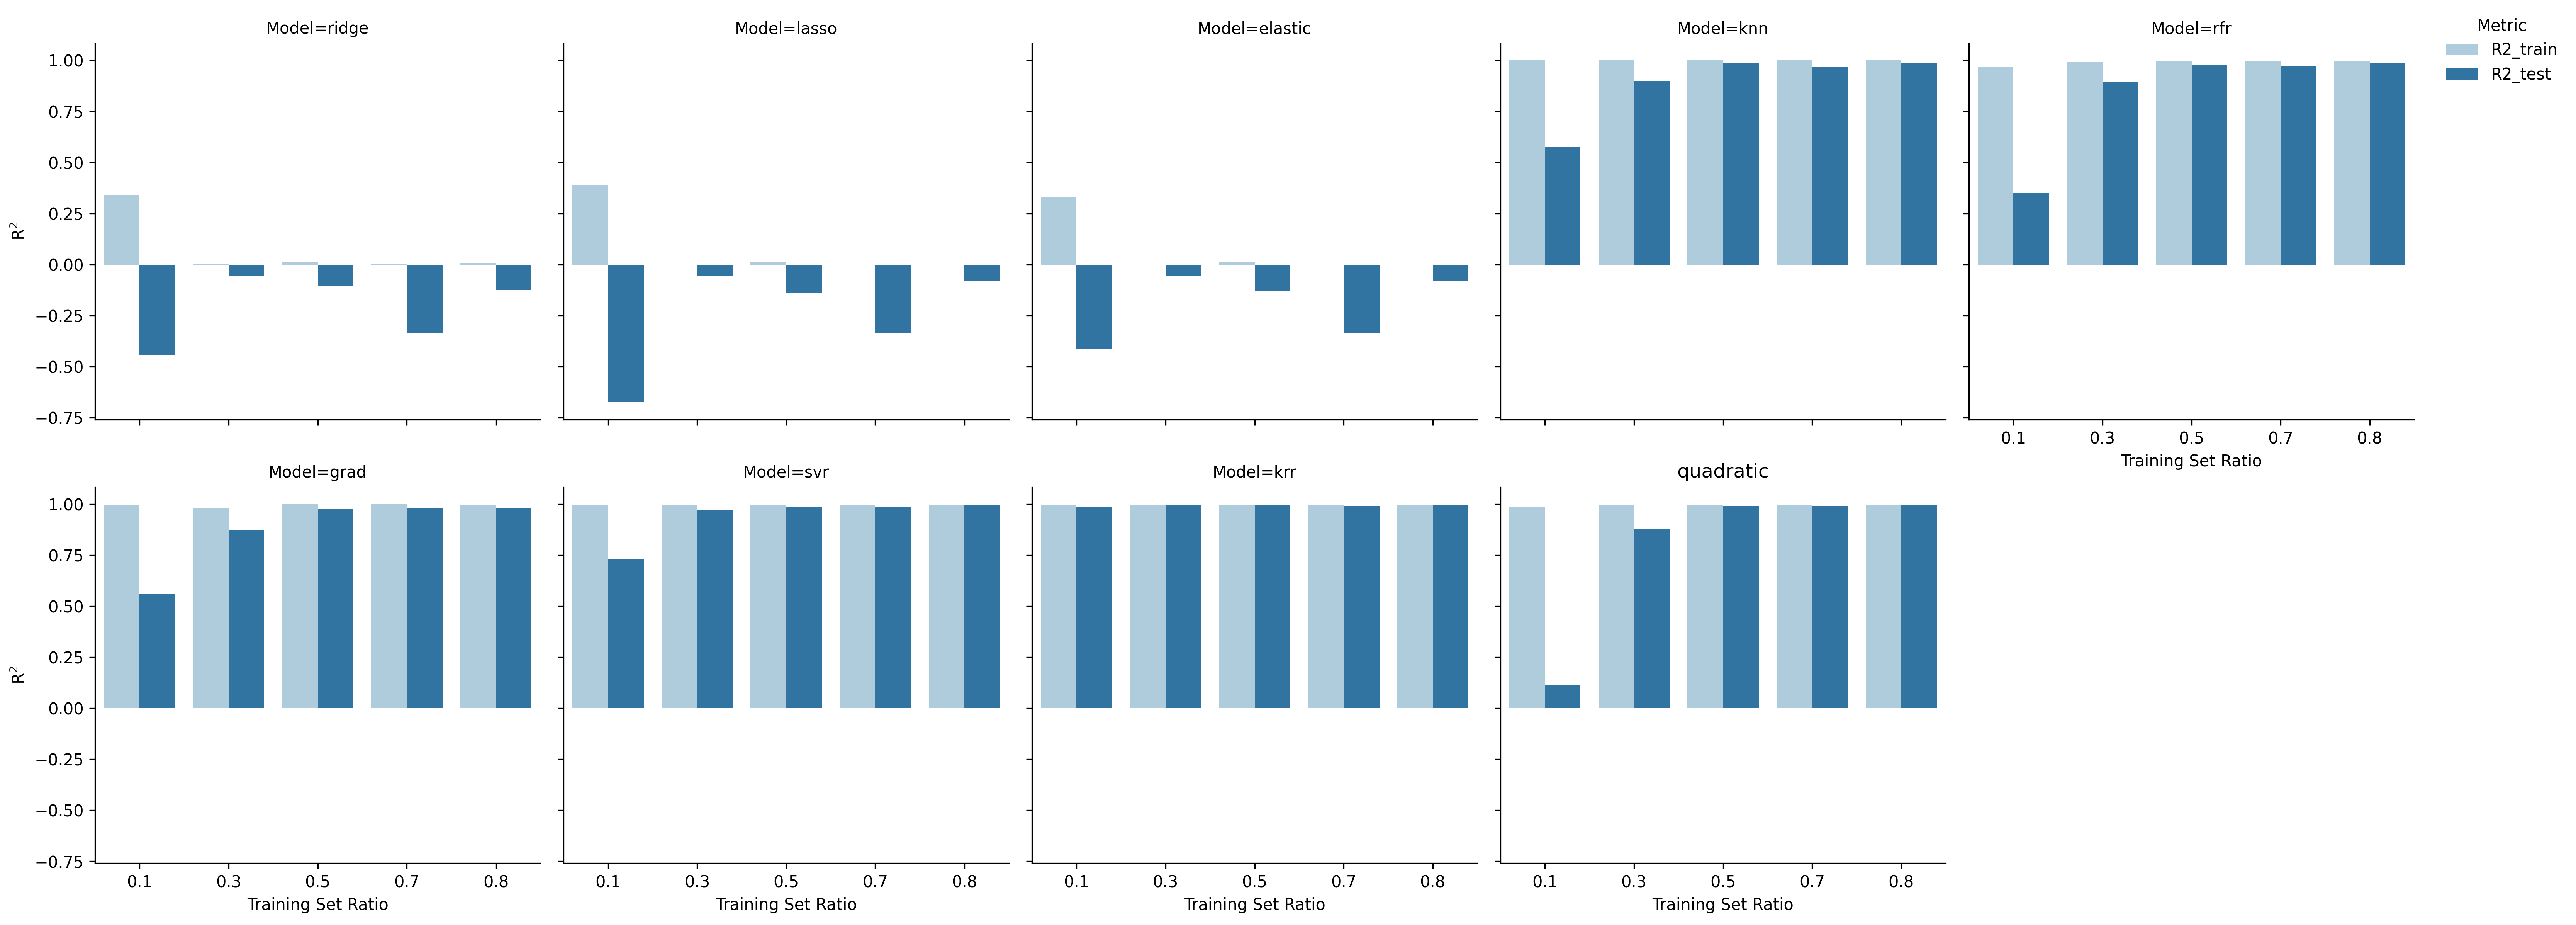 Model=ridge
Model=lasso
Model=elastic
Model=knn
Model=rfr
Metric
R2_train
R2_test
1.00
0.75
0.50
0.25
0.00
−0.25
−0.50
−0.75
R²
0.1 0.3 0.5 0.7 0.8
Training Set Ratio
Model=grad
Model=svr
Model=krr
quadratic
1.00
0.75
0.50
0.25
0.00
−0.25
−0.50
−0.75
R²
0.1 0.3 0.5 0.7 0.8
Training Set Ratio
0.1 0.3 0.5 0.7 0.8
Training Set Ratio
0.1 0.3 0.5 0.7 0.8
Training Set Ratio
0.1 0.3 0.5 0.7 0.8
Training Set Ratio